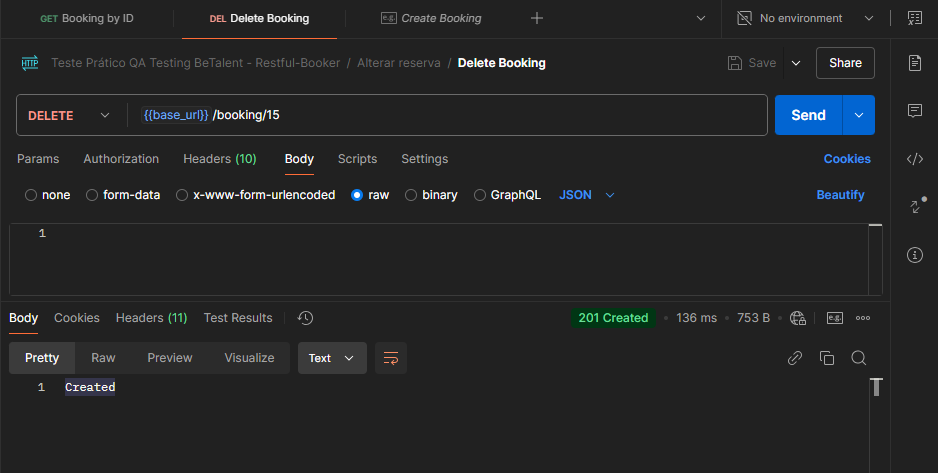 GET Booking by ID DEL Delete Booking e.g. Create Booking No environment
HTTP Teste Prático QA Testing BeTalent - Restful-Booker / Alterar reserva / Delete Booking Save Share
DELETE {{base_url}} /booking/15 Send
Params Authorization Headers (10) Body Scripts Settings Cookies
none form-data x-www-form-urlencoded raw binary GraphQL JSON Beautify
1
Body Cookies Headers (11) Test Results 201 Created 136 ms 753 B e.g.
Pretty Raw Preview Visualize Text
1 Created